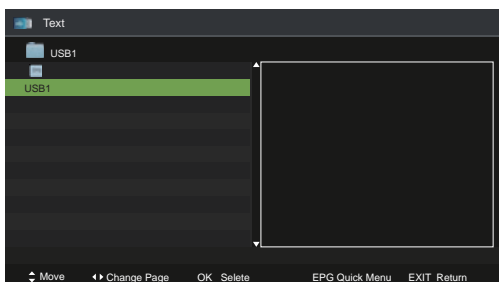 Text
USB1
USB1
Move Change Page OK Selete EPG Quick Menu EXIT Return